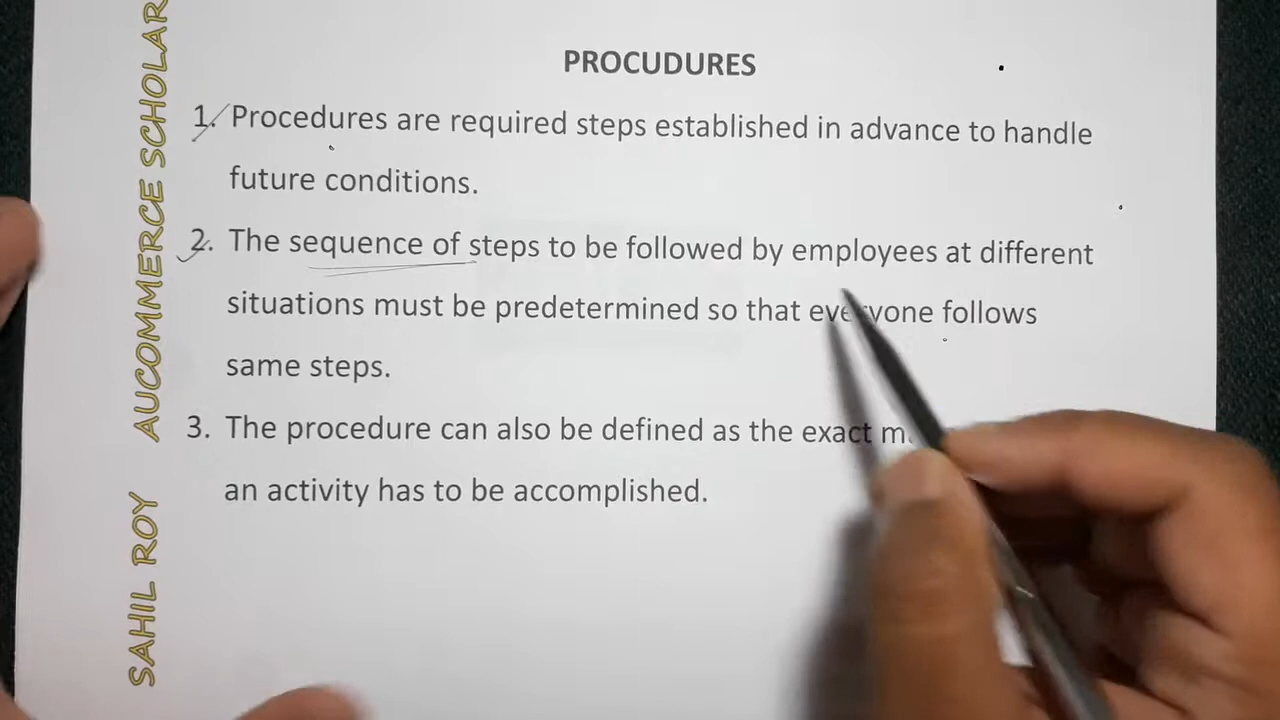 PROCUDURES
1. Procedures are required steps established in advance to handle
future conditions.
2. The sequence of steps to be followed by employees at different
situations must be predetermined so that everyone follows
same steps.
3. The procedure can also be defined as the exact
an activity has to be accomplished.
SAHIL ROY AUCOMMERCE SCHOLAR